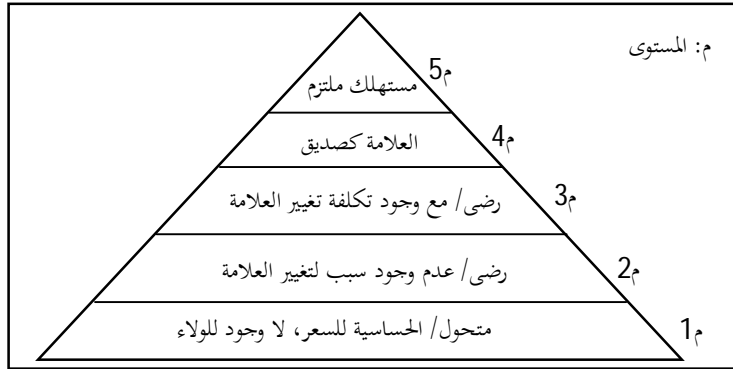 م: المستوى
م5
مستهلك ملتزم
م4
العلامة كصديق
م3
رضى/ مع وجود تكلفة تغيير العلامة
م2
رضى/ عدم وجود سبب لتغيير العلامة
م1
متحول/ الحساسية للسعر، لا وجود للولاء